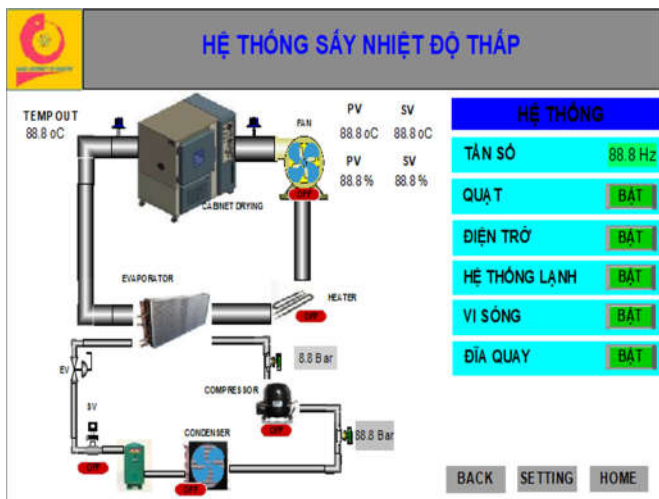 HỆ THỐNG SẤY NHIỆT ĐỘ THẤP
TEMP OUT
88.8 oC
FAN
PV SV
88.8 oC 88.8 oC
PV SV
88.8 % 88.8 %
OFF
CABINET DRYING
EVAPORATOR
HEATER
OFF
8.8 Bar
EV
COMPRESSOR
OFF
SV
OFF
CONDENSER
OFF
88.8 Bar
HỆ THỐNG
TẦN SỐ 88.8 Hz
QUẠT BẬT
ĐIỆN TRỞ BẬT
HỆ THỐNG LẠNH BẬT
VI SÓNG BẬT
ĐĨA QUAY BẬT
BACK SETTING HOME